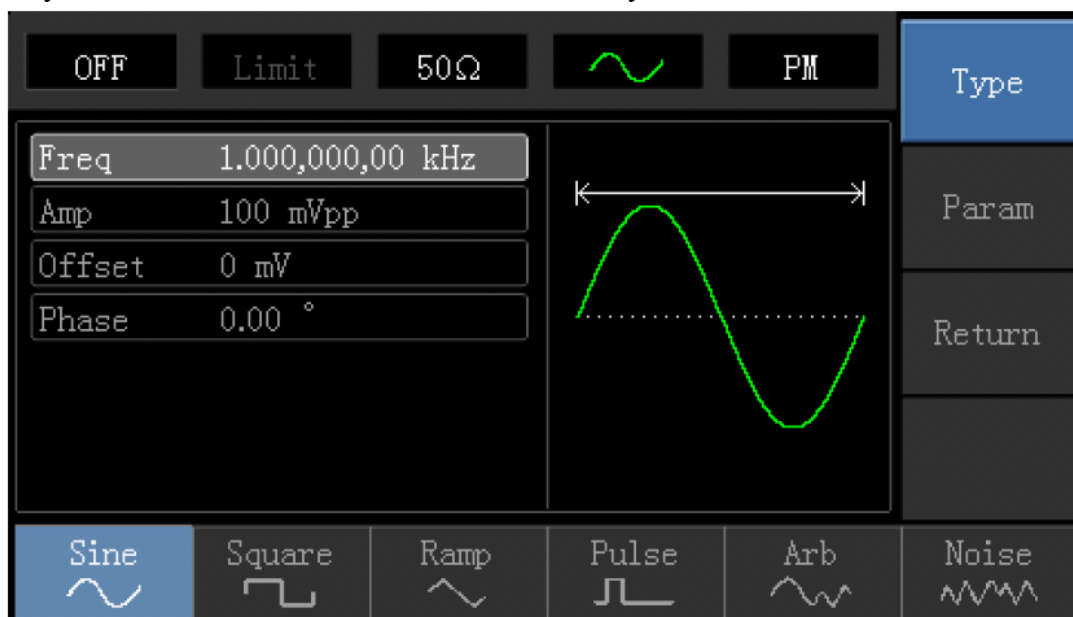 OFF Limit 50Ω PM Type
Freq 1.000,000,00 kHz
Amp 100 mVpp
Param
Offset 0 mV
Phase 0.00 °
Return
Sine Square Ramp Pulse Arb Noise